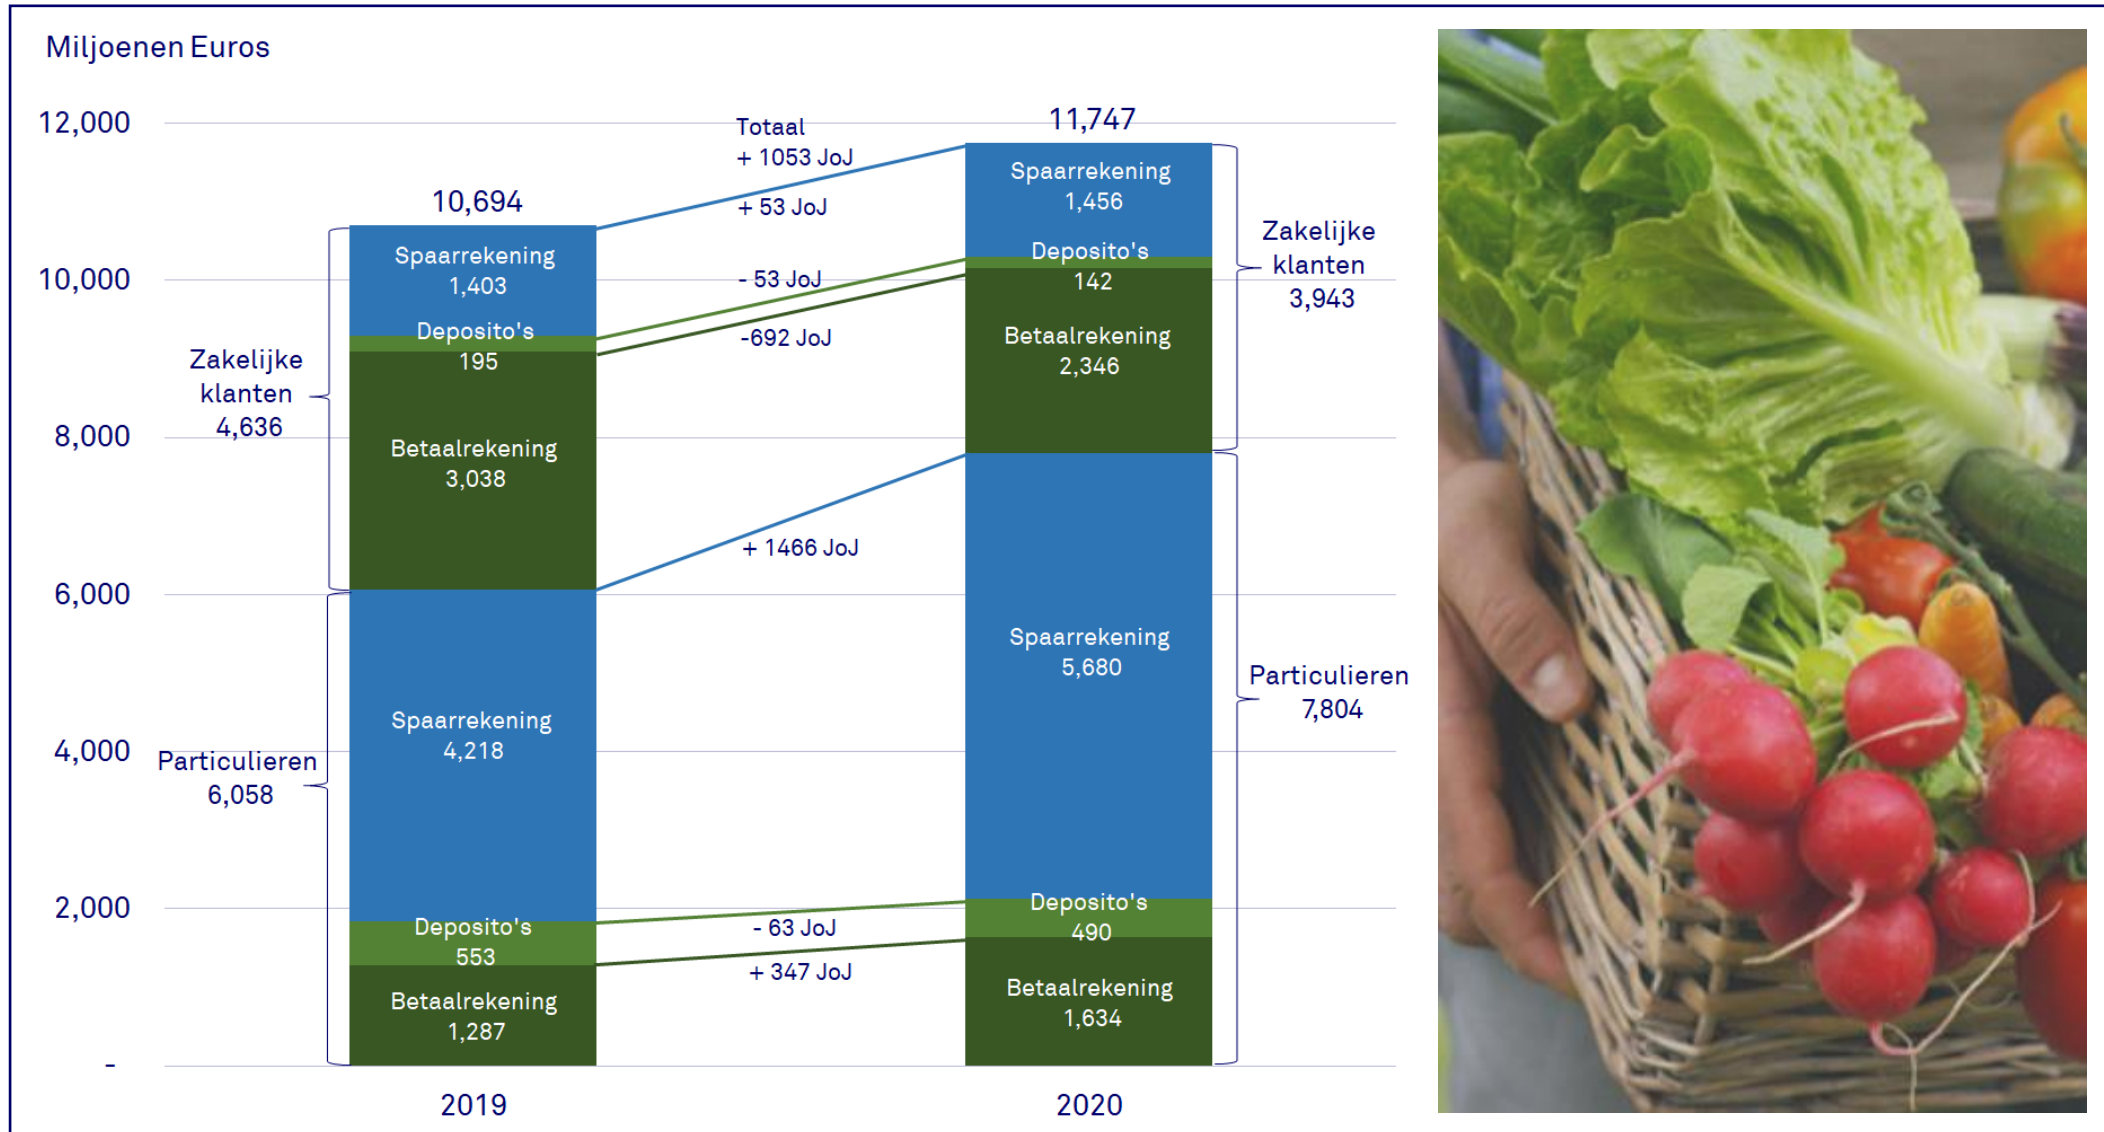 Miljoenen Euros
12,000
10,000
8,000
6,000
4,000
2,000
-
10,694
Zakelijke
klanten
4,636
Spaarrekening
1,403
Deposito's
195
Betaalrekening
3,038
Particulieren
6,058
Spaarrekening
4,218
Deposito's
553
Betaalrekening
1,287
2019
Totaal
+ 1053 JoJ
+ 53 JoJ
- 53 JoJ
-692 JoJ
+ 1466 JoJ
- 63 JoJ
+ 347 JoJ
11,747
Spaarrekening
1,456
Deposito's
142
Betaalrekening
2,346
Zakelijke
klanten
3,943
Spaarrekening
5,680
Deposito's
490
Betaalrekening
1,634
Particulieren
7,804
2020